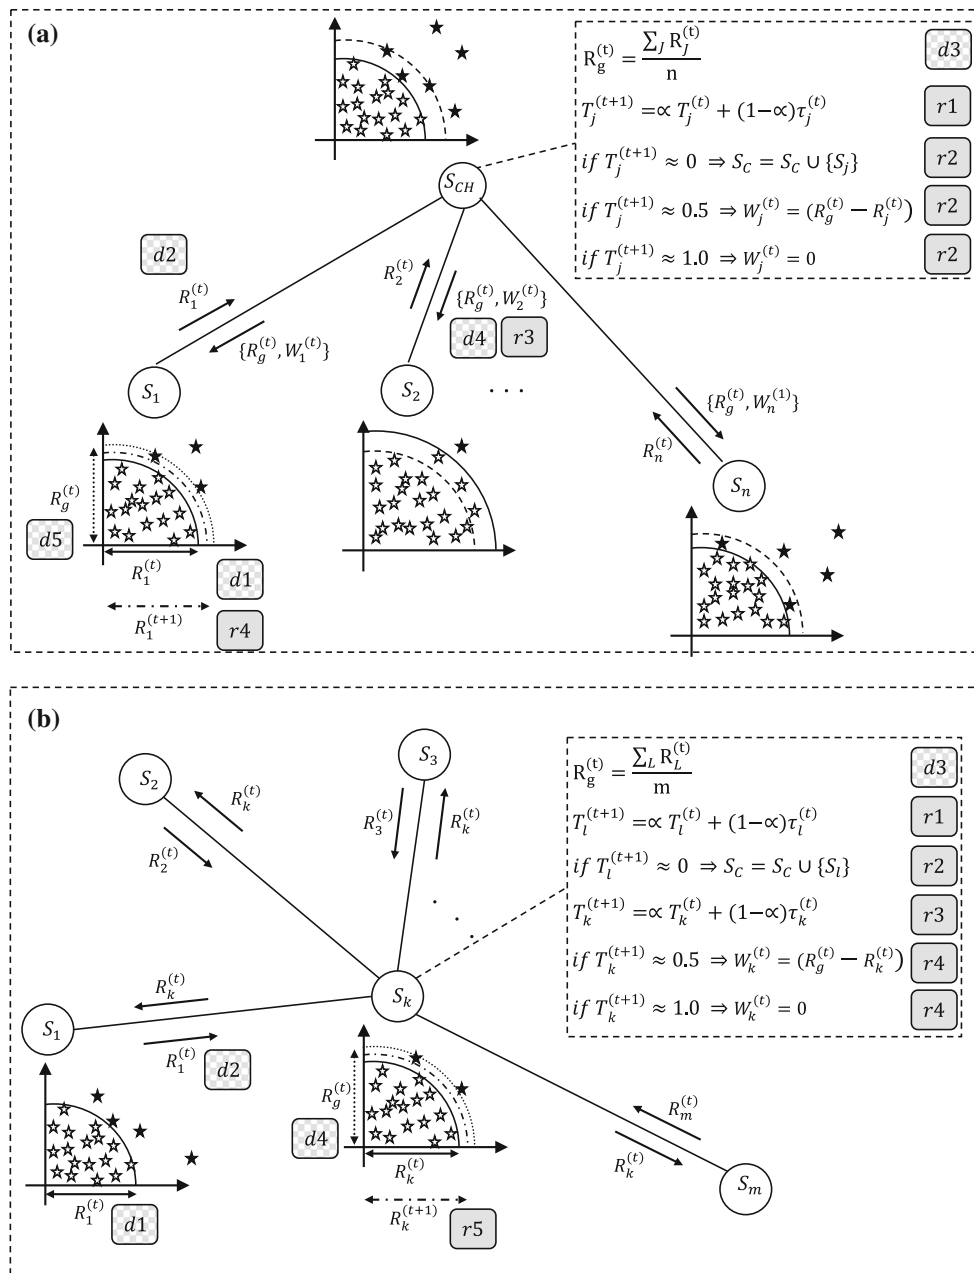 (a)
R_g^(t) = ∑_J R_J^(t) / n d3
T_j^(t+1) =∝ T_j^(t) + (1−∝)τ_j^(t) r1
if T_j^(t+1) ≈ 0 ⇒ S_C = S_C ∪ {S_j} r2
if T_j^(t+1) ≈ 0.5 ⇒ W_j^(t) = (R_g^(t) − R_j^(t)) r2
if T_j^(t+1) ≈ 1.0 ⇒ W_j^(t) = 0 r2
S_CH
d2
R_1^(t)
{R_g^(t), W_1^(t)}
R_2^(t)
{R_g^(t), W_2^(t)}
d4 r3
S_1
S_2
. . .
{R_g^(t), W_n^(1)}
R_n^(t)
S_n
R_g^(t)
d5
R_1^(t)
d1
R_1^(t+1)
r4
(b)
R_g^(t) = ∑_L R_L^(t) / m d3
T_l^(t+1) =∝ T_l^(t) + (1−∝)τ_l^(t) r1
if T_l^(t+1) ≈ 0 ⇒ S_C = S_C ∪ {S_l} r2
T_k^(t+1) =∝ T_k^(t) + (1−∝)τ_k^(t) r3
if T_k^(t+1) ≈ 0.5 ⇒ W_k^(t) = (R_g^(t) − R_k^(t)) r4
if T_k^(t+1) ≈ 1.0 ⇒ W_k^(t) = 0 r4
S_2
S_3
R_k^(t)
R_2^(t)
R_3^(t)
R_k^(t)
. . .
S_k
R_k^(t)
S_1
R_1^(t)
d2
R_g^(t)
d4
R_k^(t)
R_k^(t+1)
r5
R_1^(t)
d1
R_m^(t)
R_k^(t)
S_m